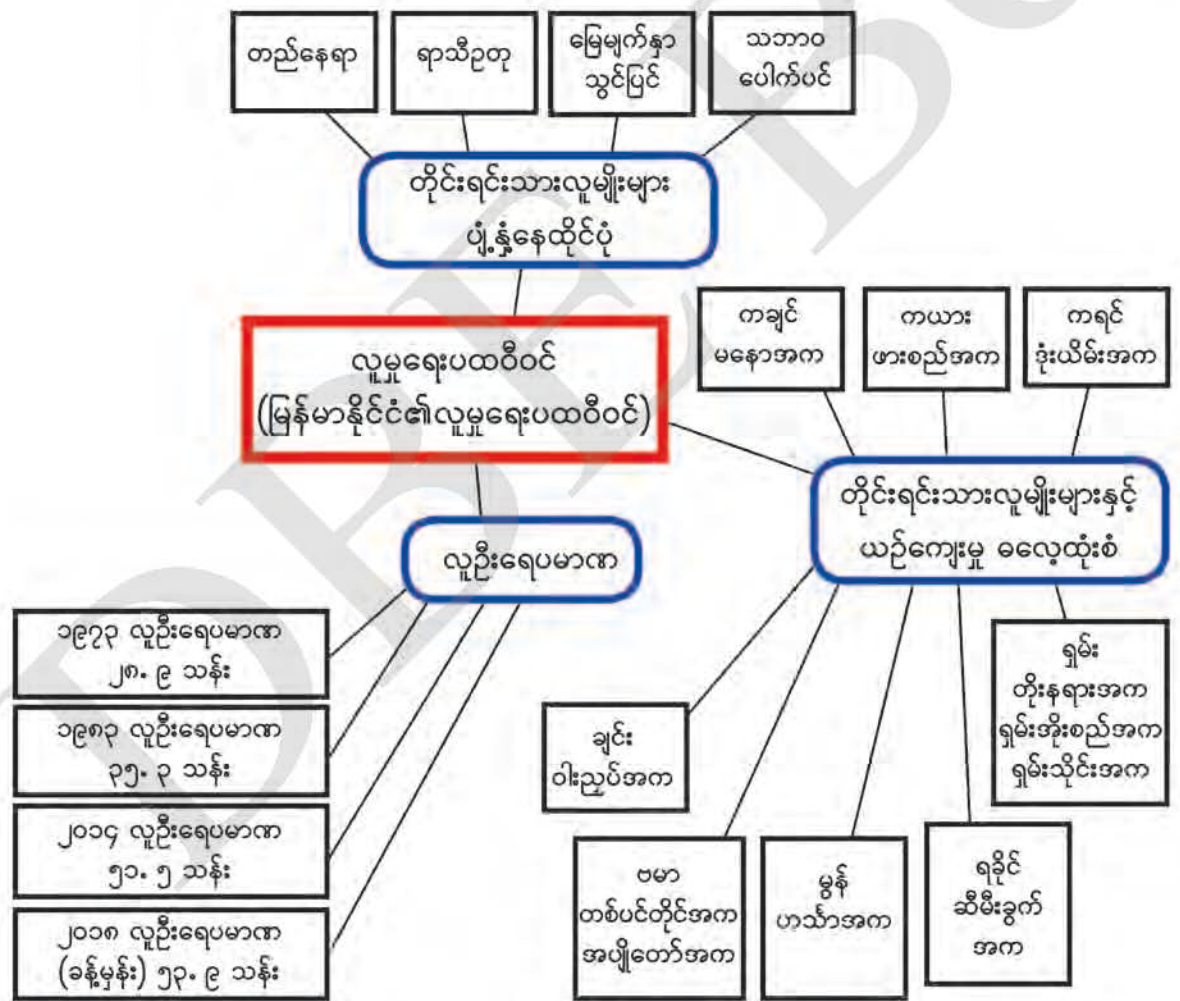 တည်နေရာ
ရာသီဥတု
မြေမျက်နှာ
သွင်ပြင်
သဘာဝ
ပေါက်ပင်
တိုင်းရင်းသားလူမျိုးများ
ပျံ့နှံ့နေထိုင်ပုံ
လူမှုရေးပထဝီဝင်
(မြန်မာနိုင်ငံ၏လူမှုရေးပထဝီဝင်)
ကချင်
မနောအက
ကယား
ဖားစည်အက
ကရင်
ဒုံးယိမ်းအက
တိုင်းရင်းသားလူမျိုးများနှင့်
ယဉ်ကျေးမှု ဓလေ့ထုံးစံ
လူဦးရေပမာဏ
၁၉၇၃ လူဦးရေပမာဏ
၂၈. ၉ သန်း
၁၉၈၃ လူဦးရေပမာဏ
၃၅. ၃ သန်း
၂၀၁၄ လူဦးရေပမာဏ
၅၁. ၅ သန်း
၂၀၁၈ လူဦးရေပမာဏ
(ခန့်မှန်း) ၅၃. ၉ သန်း
ချင်း
ဝါးညှပ်အက
ဗမာ
တစ်ပင်တိုင်အက
အပျိုတော်အက
မွန်
ဟင်္သာအက
ရခိုင်
ဆီမီးခွက်
အက
ရှမ်း
တိုးနရားအက
ရှမ်းအိုးစည်အက
ရှမ်းသိုင်းအက